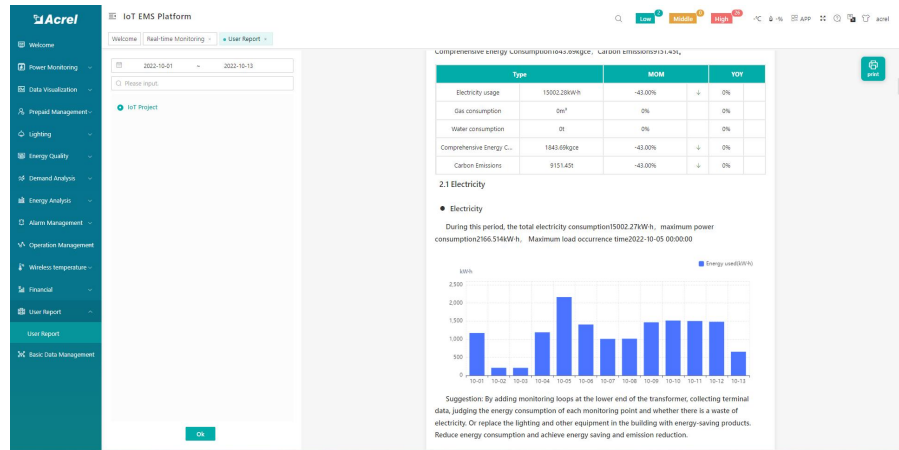 Acrel
IoT EMS Platform
Low 2 Middle 0 High 26 -℃ -% APP acrel
Welcome Real-time Monitoring × User Report ×
Welcome
Power Monitoring
Data Visualization
Prepaid Management
Lighting
Energy Quality
Demand Analysis
Energy Analysis
Alarm Management
Operation Management
Wireless temperature
Financial
User Report
User Report
Basic Data Management
2022-10-01 ~ 2022-10-13
Please input.
IoT Project
Ok
print
Comprehensive Energy Consumption1843.69kgce, Carbon Emissions9151.45t,
Type MOM YOY
Electricity usage 15002.28kW·h -43.00% ↓ 0%
Gas consumption 0m³ 0% 0%
Water consumption 0t 0% 0%
Comprehensive Energy C... 1843.69kgce -43.00% ↓ 0%
Carbon Emissions 9151.45t -43.00% ↓ 0%
2.1 Electricity
● Electricity
During this period, the total electricity consumption15002.27kW·h, maximum power
consumption2166.514kW·h, Maximum load occurrence time2022-10-05 00:00:00
Energy used(kW·h)
kW·h
2,500
2,000
1,500
1,000
500
0
10-01 10-02 10-03 10-04 10-05 10-06 10-07 10-08 10-09 10-10 10-11 10-12 10-13
Suggestion: By adding monitoring loops at the lower end of the transformer, collecting terminal
data, judging the energy consumption of each monitoring point and whether there is a waste of
electricity. Or replace the lighting and other equipment in the building with energy-saving products.
Reduce energy consumption and achieve energy saving and emission reduction.